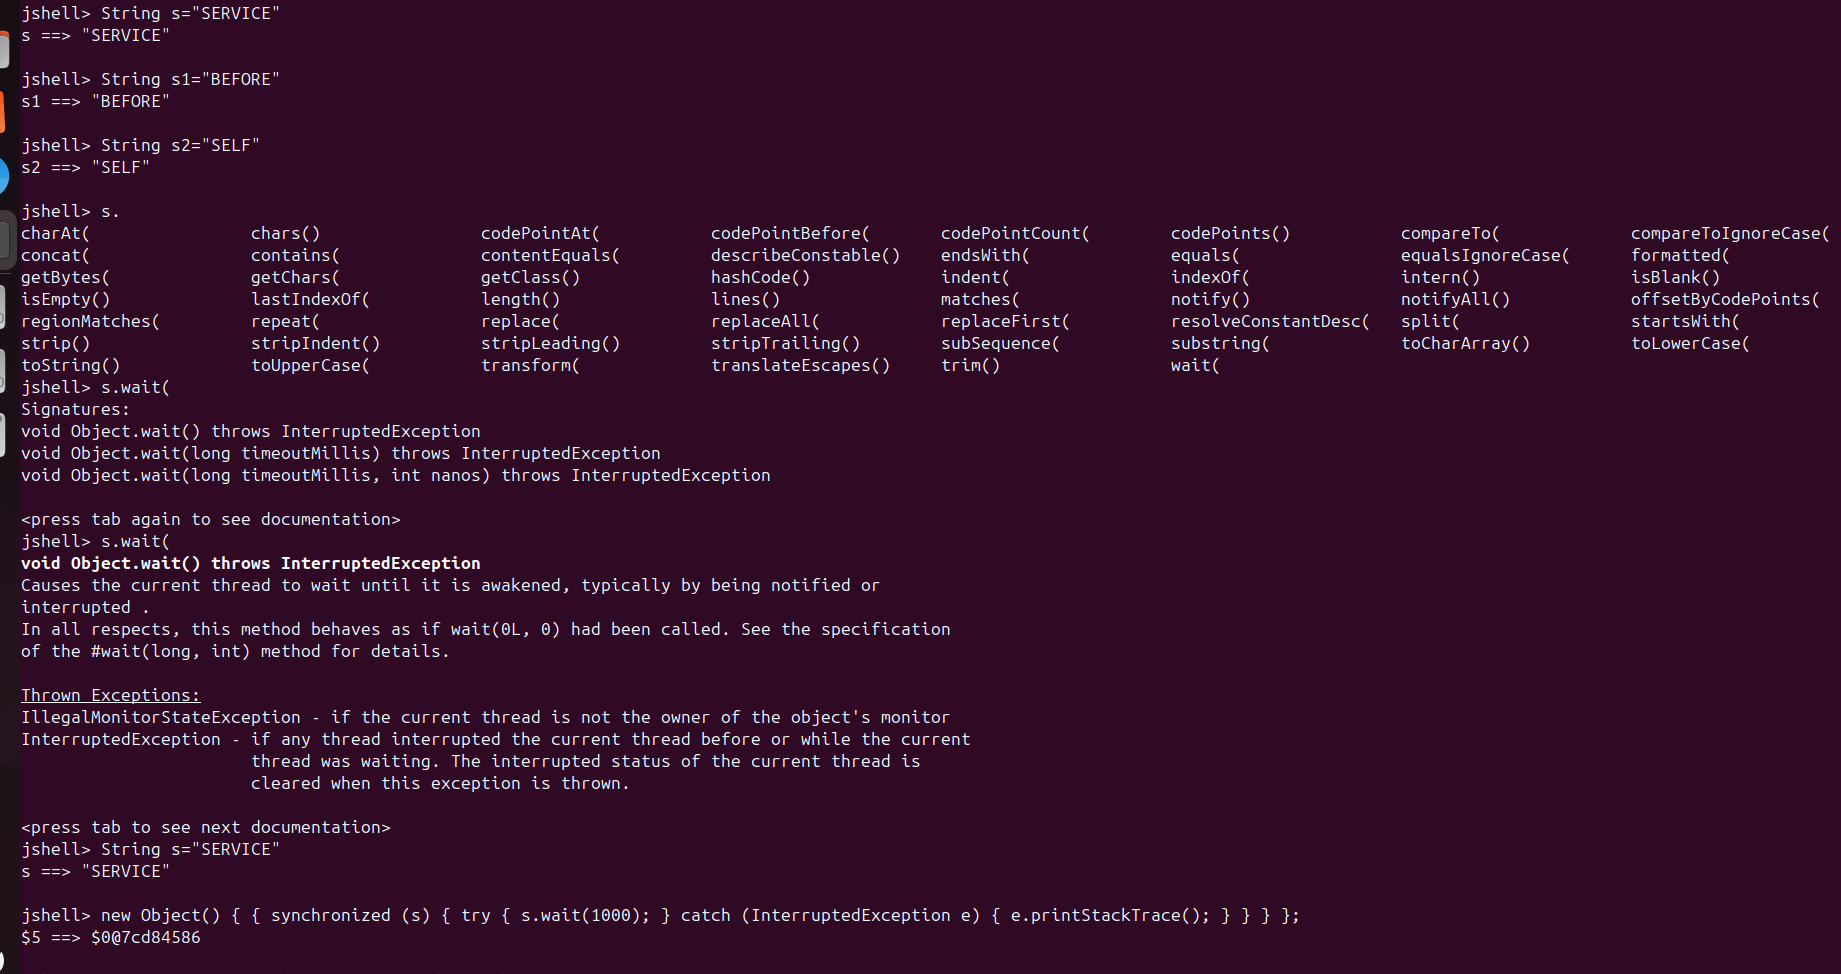 jshell> String s="SERVICE"
s ==> "SERVICE"
jshell> String s1="BEFORE"
s1 ==> "BEFORE"
jshell> String s2="SELF"
s2 ==> "SELF"
jshell> s.
charAt( chars() codePointAt( codePointBefore( codePointCount( codePoints() compareTo( compareToIgnoreCase(
concat( contains( contentEquals( describeConstable() endsWith( equals( equalsIgnoreCase( formatted(
getBytes( getChars( getClass() hashCode() indent( indexOf( intern() isBlank()
isEmpty() lastIndexOf( length() lines() matches( notify() notifyAll() offsetByCodePoints(
regionMatches( repeat( replace( replaceAll( replaceFirst( resolveConstantDesc( split( startsWith(
strip() stripIndent() stripLeading() stripTrailing() subSequence( substring( toCharArray() toLowerCase(
toString() toUpperCase( transform( translateEscapes() trim() wait(
jshell> s.wait(
Signatures:
void Object.wait() throws InterruptedException
void Object.wait(long timeoutMillis) throws InterruptedException
void Object.wait(long timeoutMillis, int nanos) throws InterruptedException
<press tab again to see documentation>
jshell> s.wait(
void Object.wait() throws InterruptedException
Causes the current thread to wait until it is awakened, typically by being notified or
interrupted .
In all respects, this method behaves as if wait(0L, 0) had been called. See the specification
of the #wait(long, int) method for details.
Thrown Exceptions:
IllegalMonitorStateException - if the current thread is not the owner of the object's monitor
InterruptedException - if any thread interrupted the current thread before or while the current
thread was waiting. The interrupted status of the current thread is
cleared when this exception is thrown.
<press tab to see next documentation>
jshell> String s="SERVICE"
s ==> "SERVICE"
jshell> new Object() { { synchronized (s) { try { s.wait(1000); } catch (InterruptedException e) { e.printStackTrace(); } } } };
$5 ==> $0@7cd84586